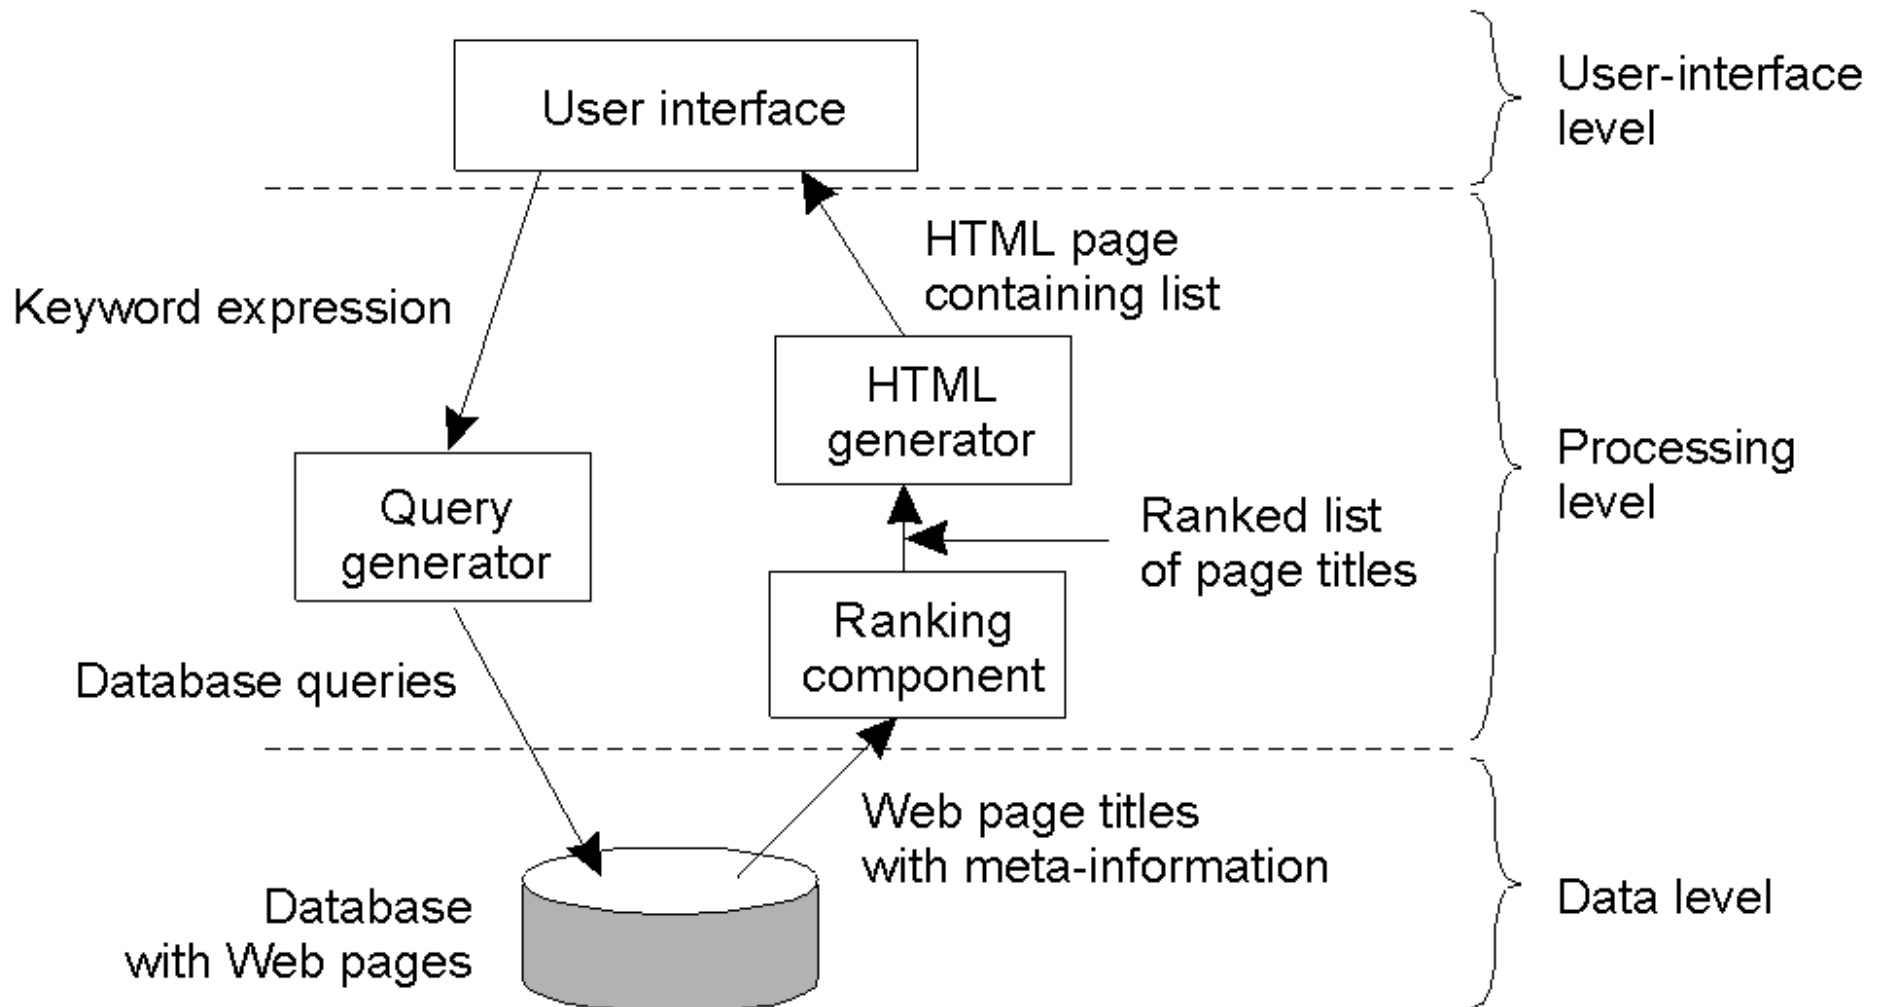 User interface
User-interface
level
HTML page
containing list
Keyword expression
HTML
generator
Processing
level
Query
generator
Ranked list
of page titles
Ranking
component
Database queries
Web page titles
with meta-information
Database
with Web pages
Data level